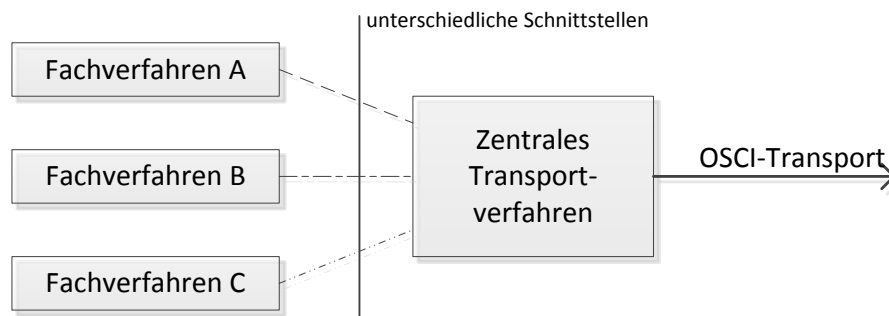 unterschiedliche Schnittstellen
Fachverfahren A
Fachverfahren B
Fachverfahren C
Zentrales
Transport-
verfahren
OSCI-Transport